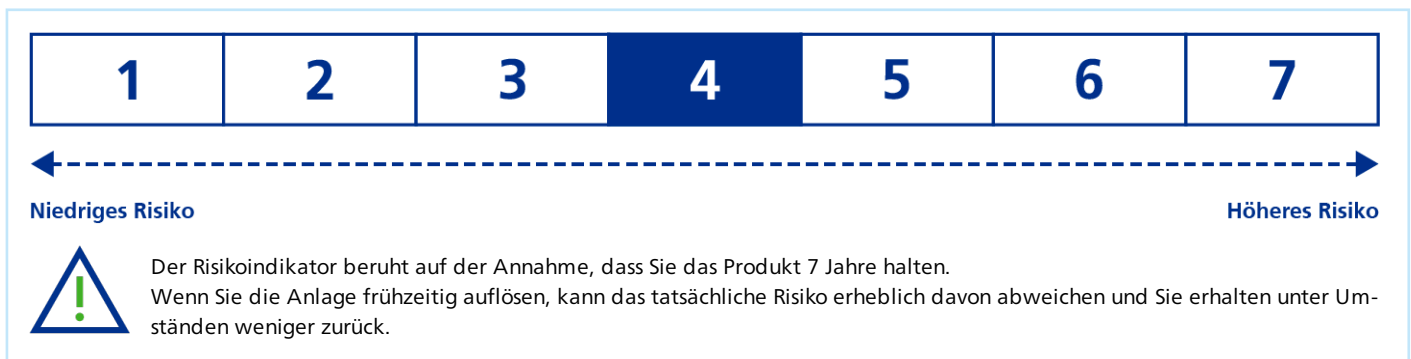 1 2 3 4 5 6 7
Niedriges Risiko Höheres Risiko
Der Risikoindikator beruht auf der Annahme, dass Sie das Produkt 7 Jahre halten.
Wenn Sie die Anlage frühzeitig auflösen, kann das tatsächliche Risiko erheblich davon abweichen und Sie erhalten unter Um-
ständen weniger zurück.